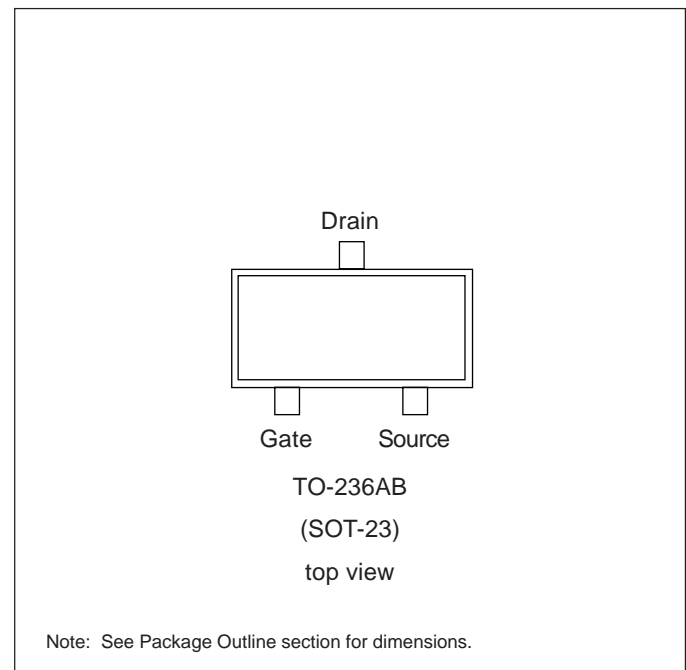 Drain
Gate Source
TO-236AB
(SOT-23)
top view
Note: See Package Outline section for dimensions.